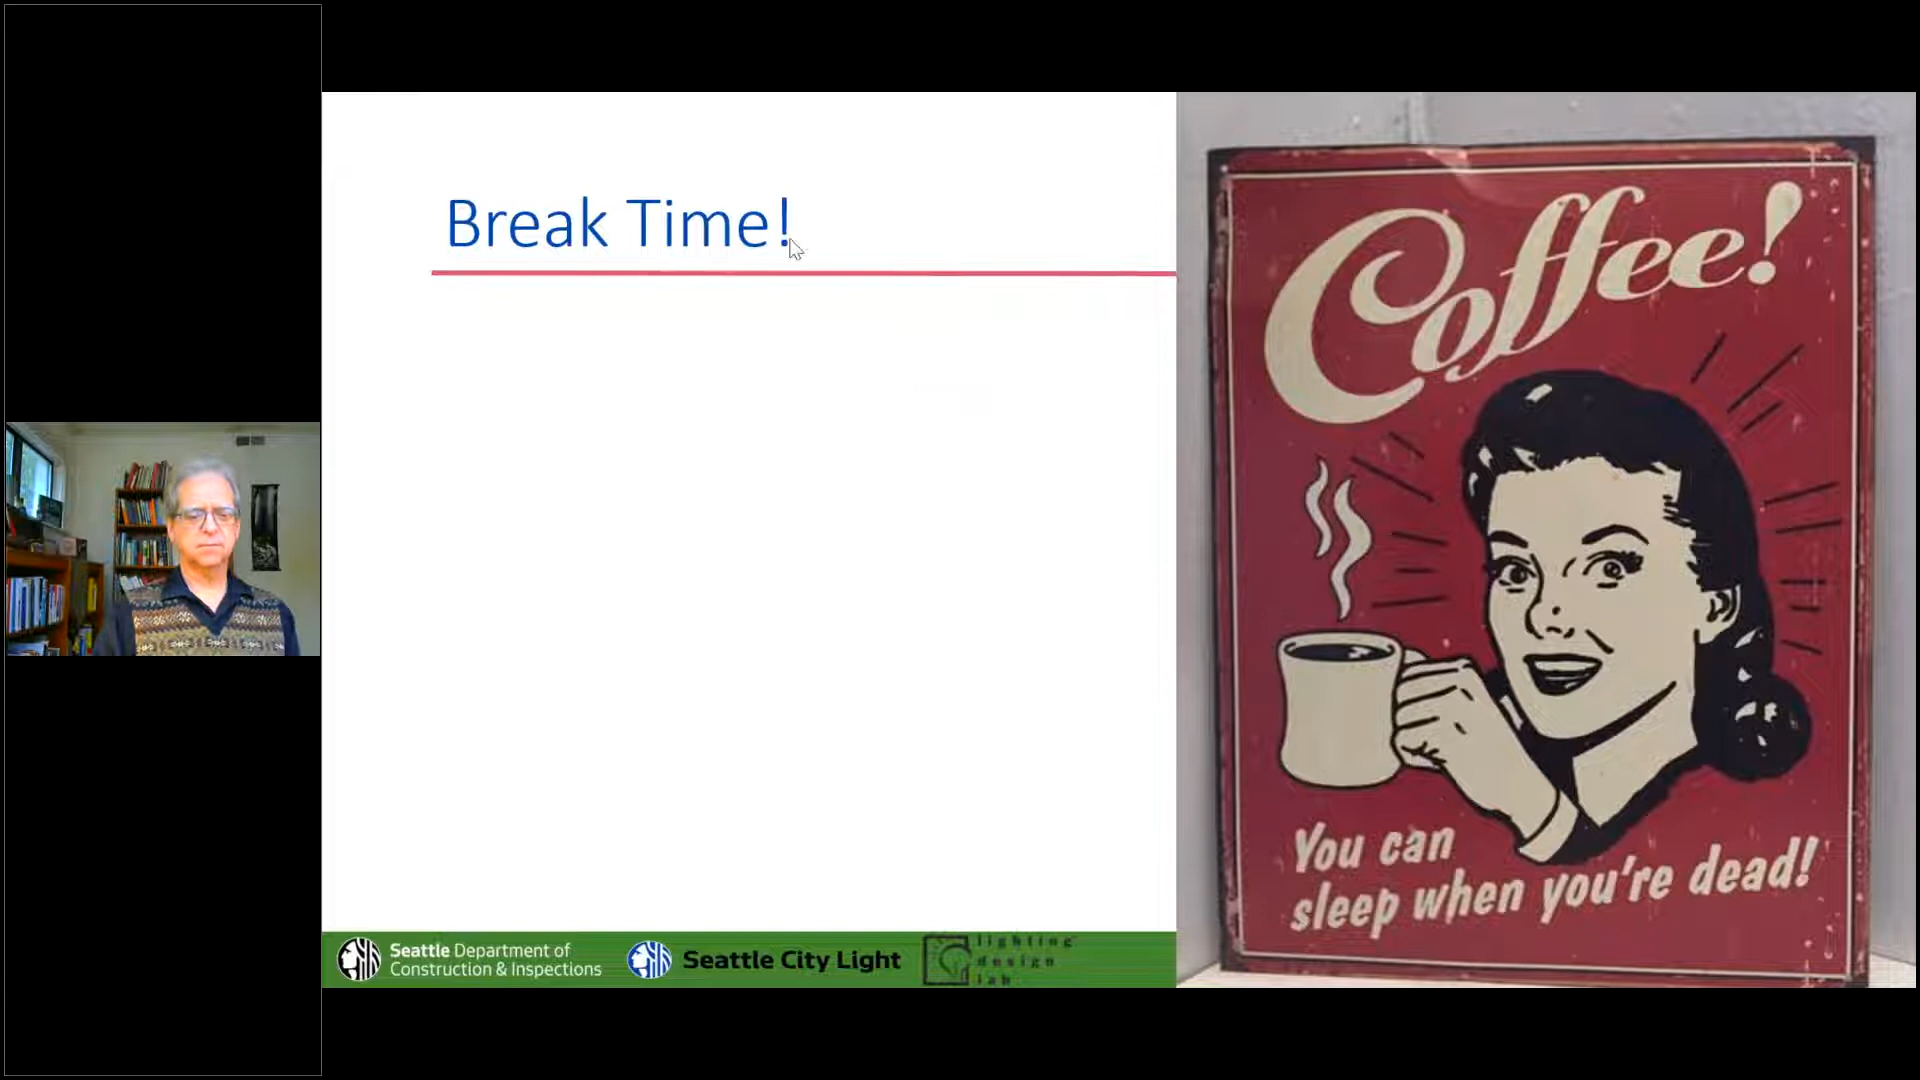 Break Time!
Coffee!
You can
sleep when you're dead!
Seattle Department of
Construction & Inspections
Seattle City Light
lighting
design
lab